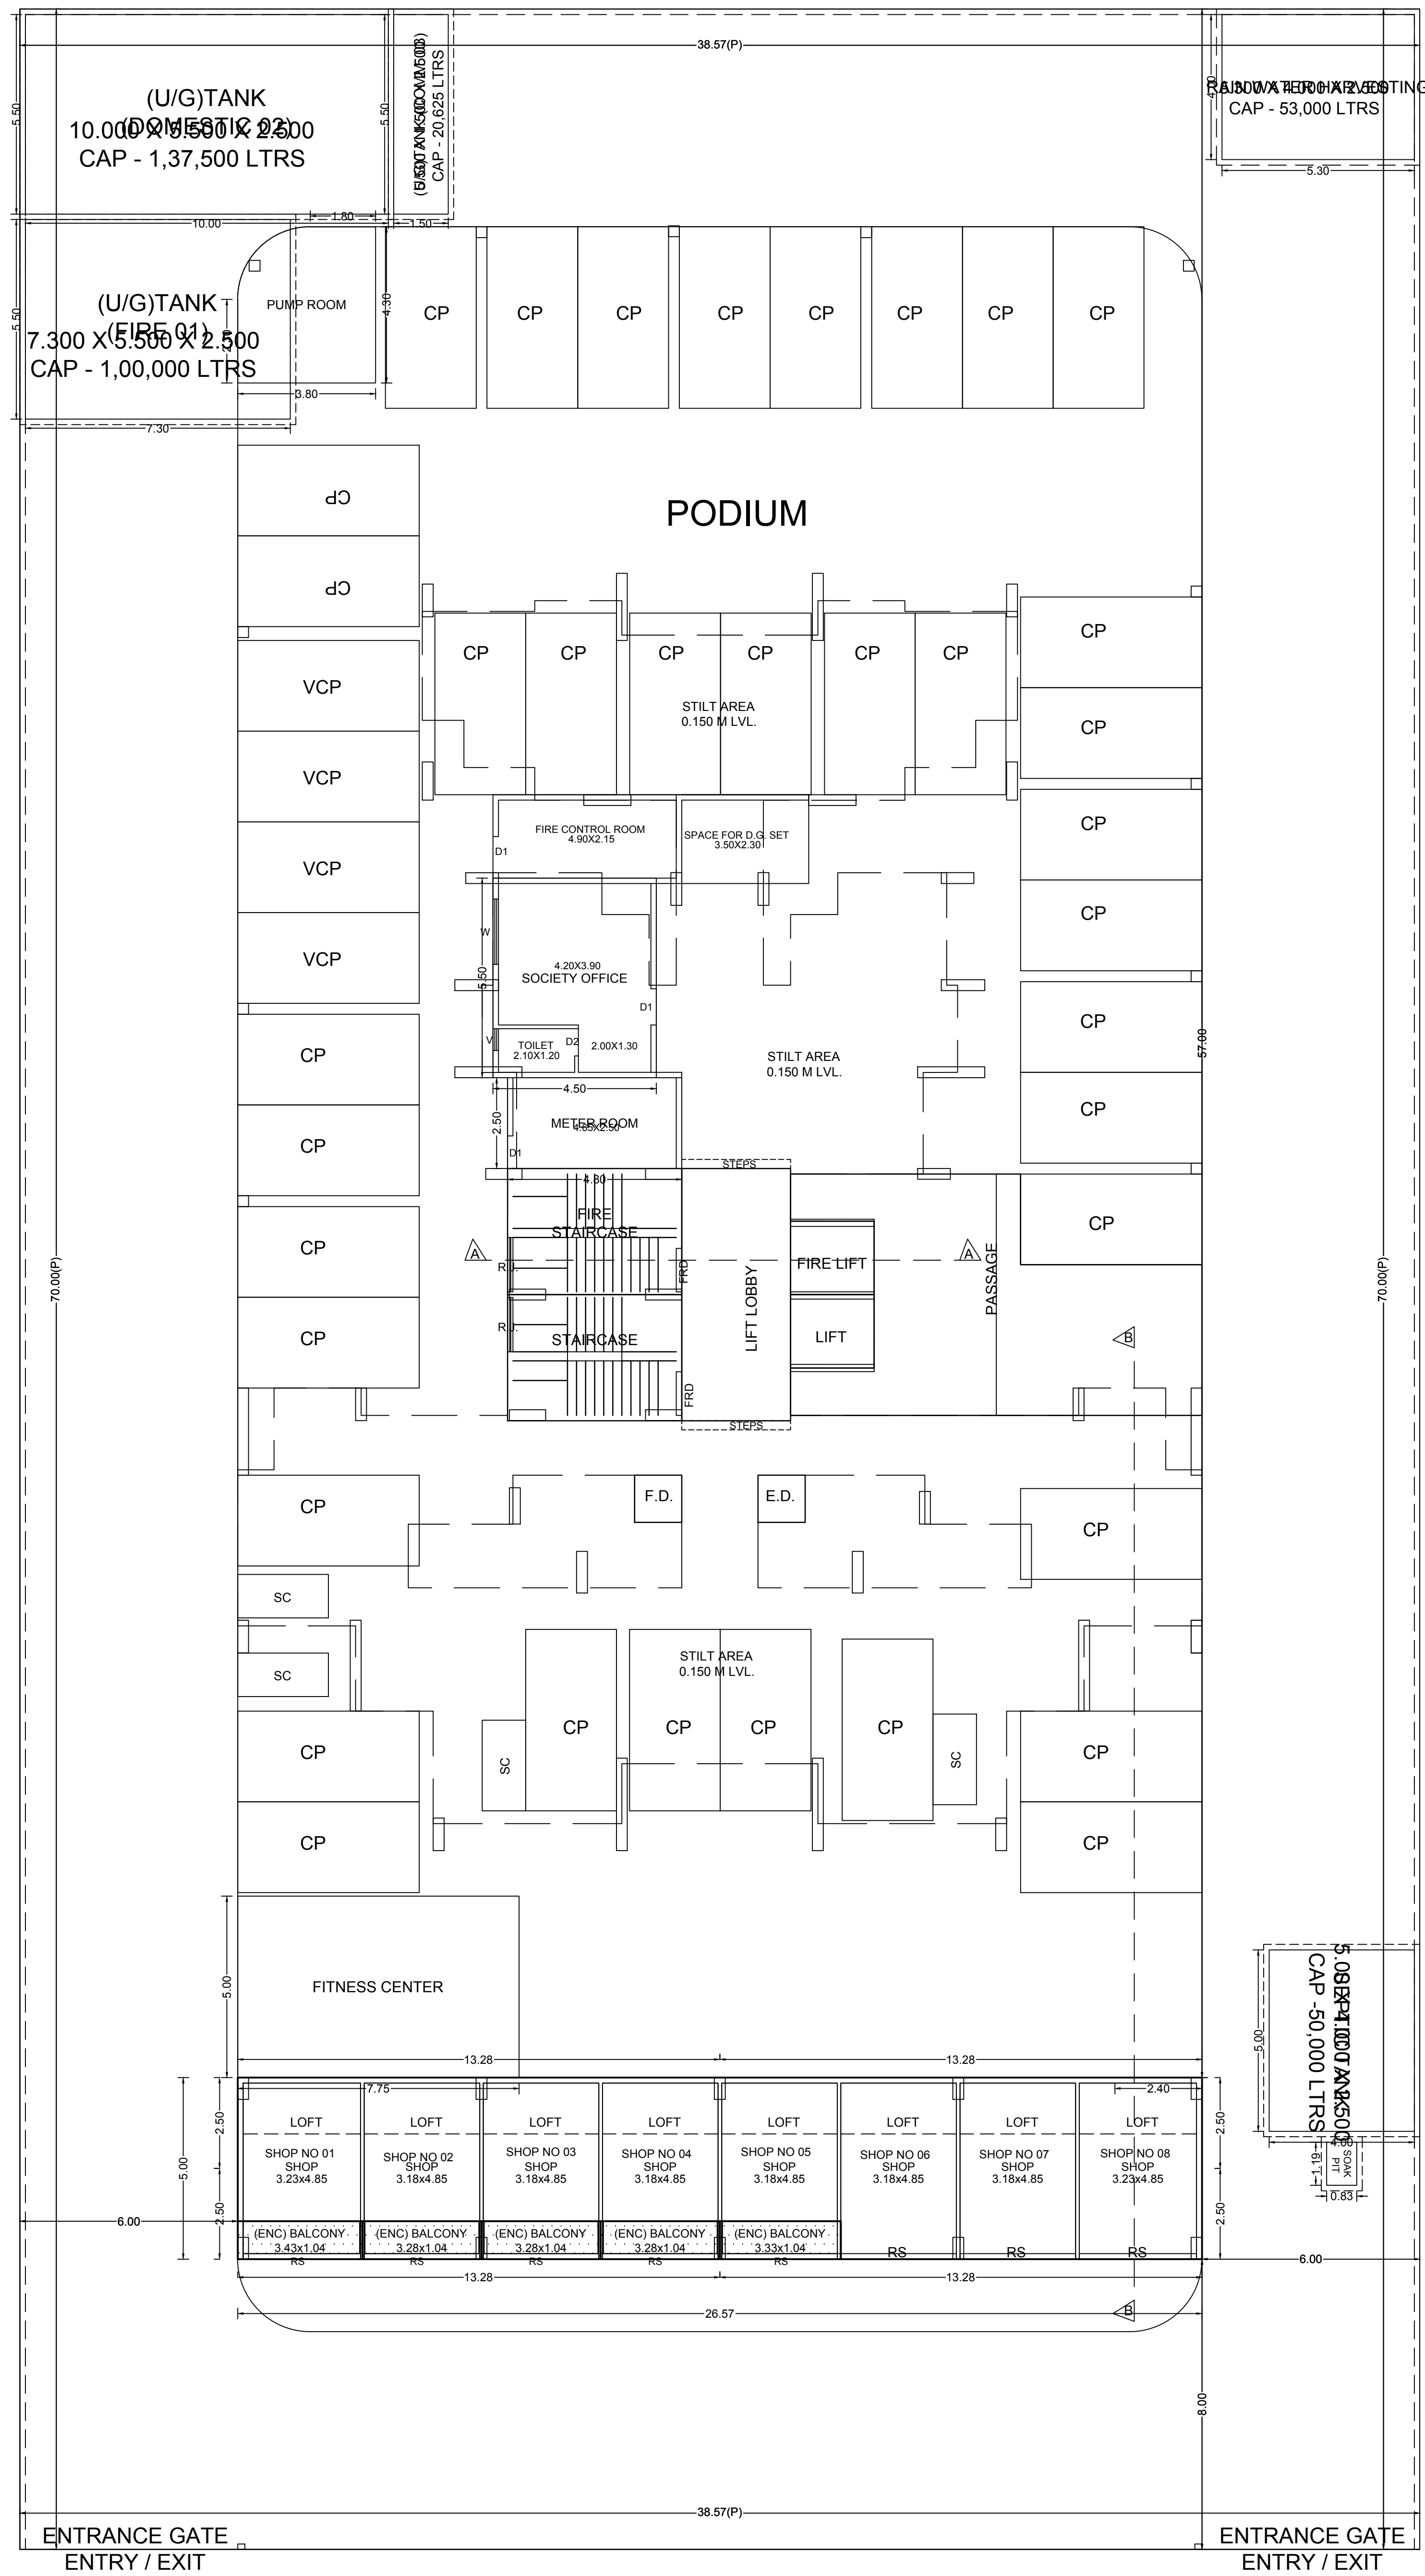 38.57(P)
(U/G)TANK
(DOMESTIC 02)
10.000 X 5.500 X 2.500
CAP - 1,37,500 LTRS
5.50
5.50
CAP - 20,625 LTRS
CAP - 53,000 LTRS
5.30
10.00
1.80
1.50
(U/G)TANK
(FIRE 01)
7.300 X 5.500 X 2.500
CAP - 1,00,000 LTRS
5.50
7.30
PUMP ROOM
4.30
3.80
CP
CP
CP
CP
CP
CP
CP
CP
PODIUM
CP
CP
VCP
VCP
VCP
VCP
CP
CP
CP
CP
CP
CP
CP
CP
CP
CP
STILT AREA
0.150 M LVL.
CP
CP
CP
CP
CP
CP
CP
FIRE CONTROL ROOM
4.90X2.15
D1
SPACE FOR D.G. SET
3.50X2.30
W
5.50
4.20X3.90
SOCIETY OFFICE
D1
V
TOILET
2.10X1.20
D2
2.00X1.30
4.50
STILT AREA
0.150 M LVL.
57.00
2.50
METER ROOM
4.65X2.50
D1
STEPS
4.80
FIRE
STAIRCASE
A
A
FRD
LIFT LOBBY
FIRE LIFT
LIFT
PASSAGE
STAIRCASE
FRD
STEPS
B
70.00(P)
70.00(P)
CP
F.D.
E.D.
CP
SC
SC
STILT AREA
0.150 M LVL.
CP
CP
CP
CP
SC
SC
CP
CP
CP
CP
5.00
FITNESS CENTER
5.00
CAP -50,000 LTRS
4.00
SOAK
PIT
1.19
0.83
13.28
13.28
7.75
2.40
5.00
2.50
2.50
2.50
2.50
LOFT
LOFT
LOFT
LOFT
LOFT
LOFT
LOFT
LOFT
SHOP NO 01
SHOP
3.23x4.85
SHOP NO 02
SHOP
3.18x4.85
SHOP NO 03
SHOP
3.18x4.85
SHOP NO 04
SHOP
3.18x4.85
SHOP NO 05
SHOP
3.18x4.85
SHOP NO 06
SHOP
3.18x4.85
SHOP NO 07
SHOP
3.18x4.85
SHOP NO 08
SHOP
3.23x4.85
(ENC) BALCONY
3.43x1.04
RS
(ENC) BALCONY
3.28x1.04
RS
(ENC) BALCONY
3.28x1.04
RS
(ENC) BALCONY
3.28x1.04
RS
(ENC) BALCONY
3.33x1.04
RS
RS
RS
RS
6.00
6.00
13.28
13.28
26.57
B
8.00
38.57(P)
ENTRANCE GATE
ENTRY / EXIT
ENTRANCE GATE
ENTRY / EXIT